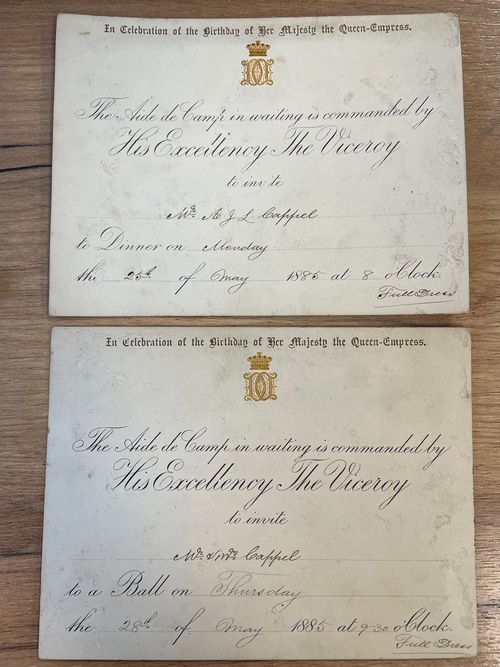 In Celebration of the Birthday of Her Majesty the Queen-Empress.
The Aide de Camp in waiting is commanded by
His Excellency The Viceroy
to invite
Mr. A J L Cappel
to Dinner on Monday
the 25th of May 1885 at 8 o'Clock.
Full Dress
In Celebration of the Birthday of Her Majesty the Queen-Empress.
The Aide de Camp in waiting is commanded by
His Excellency The Viceroy
to invite
Mr. & Mrs Cappel
to a Ball on Thursday
the 28th of May 1885 at 9-30 o'Clock.
Full Dress